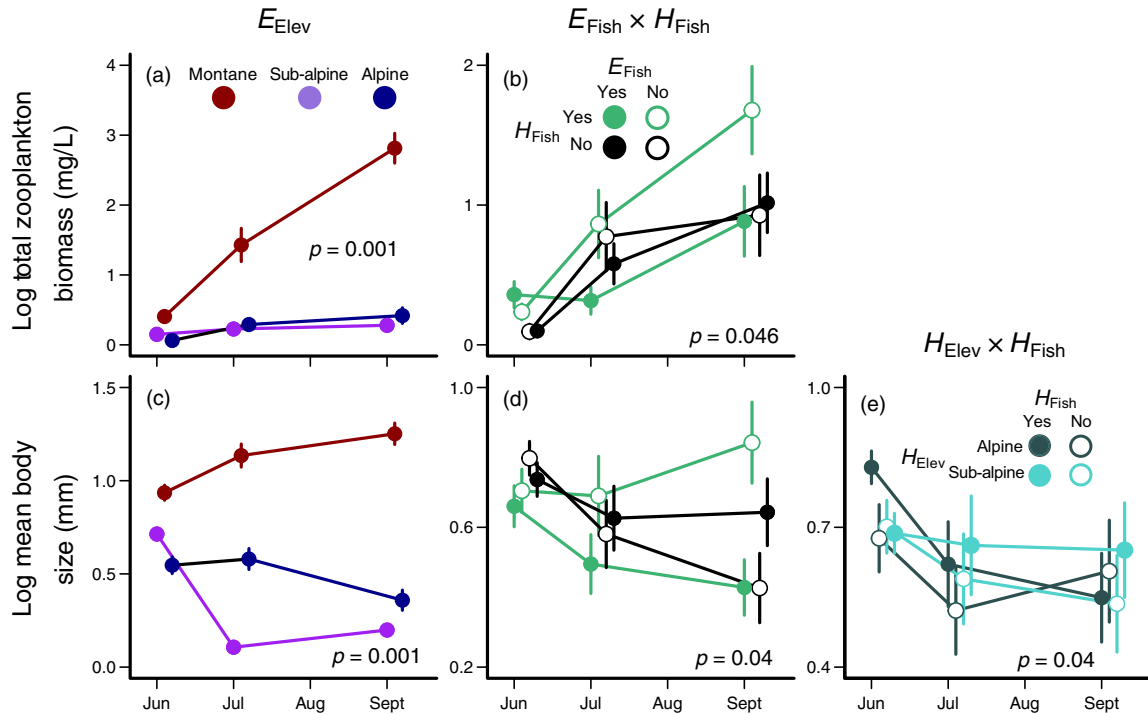 E_Elev
E_Fish × H_Fish
Log total zooplankton
biomass (mg/L)
(a)
Montane Sub-alpine Alpine
4
3
2
1
0
p = 0.001
(b)
E_Fish
Yes No
H_Fish Yes
No
2
1
0
p = 0.046
H_Elev × H_Fish
Log mean body
size (mm)
(c)
1.5
1.0
0.5
0.0
p = 0.001
Jun Jul Aug Sept
(d)
1.0
0.6
0.2
p = 0.04
Jun Jul Aug Sept
(e)
H_Fish
Yes No
H_Elev Alpine
Sub-alpine
1.0
0.7
0.4
p = 0.04
Jun Jul Aug Sept